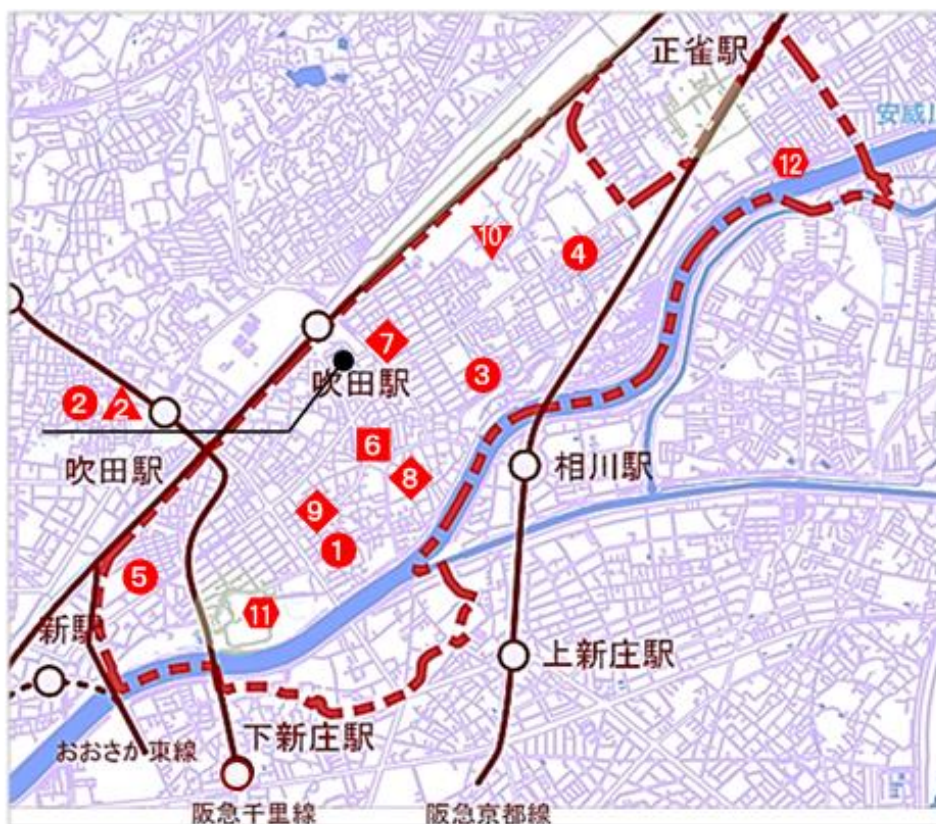 正雀駅
安威川
12
10
4
7
吹田駅
3
2
2
6
吹田駅
8
相川駅
9
1
5
11
新駅
上新庄駅
下新庄駅
おおさか東線
阪急千里線
阪急京都線